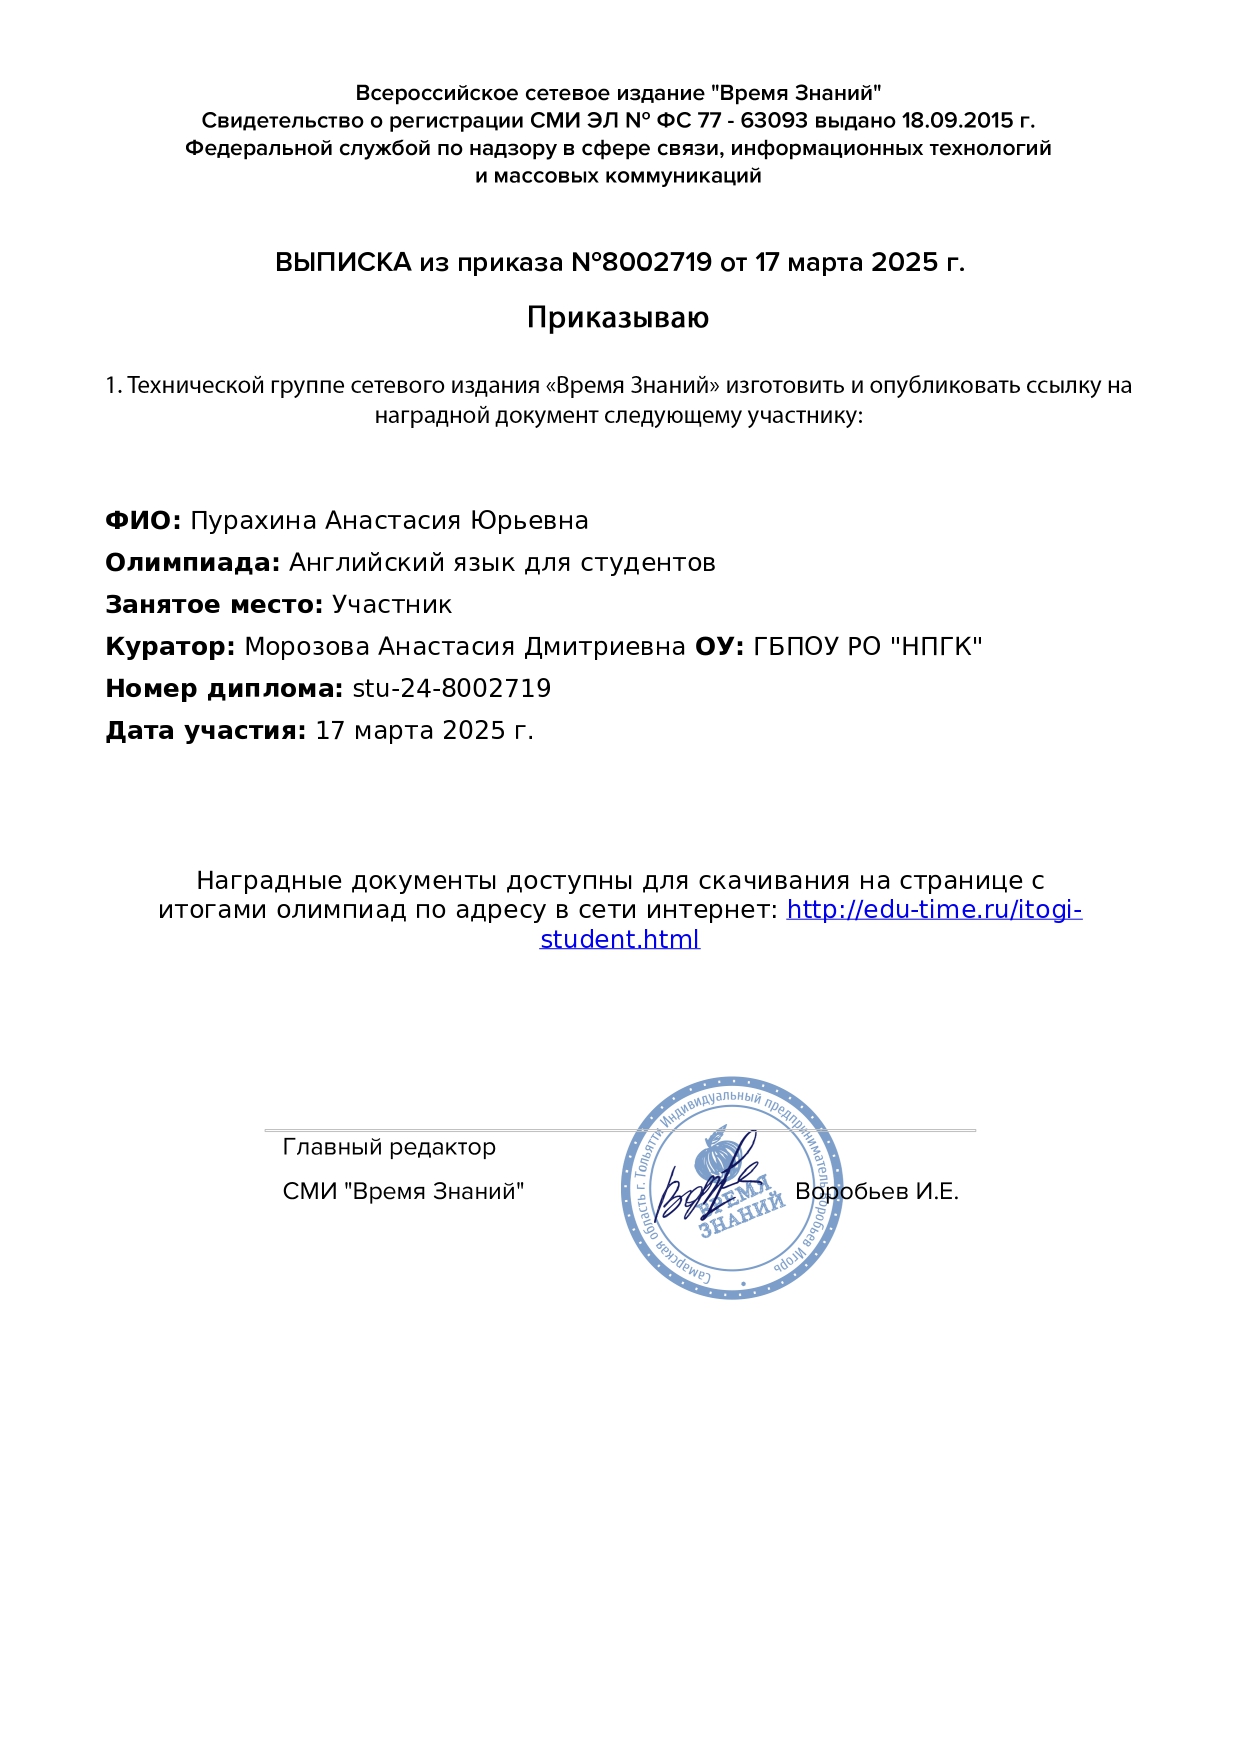 Всероссийское сетевое издание "Время Знаний"
Свидетельство о регистрации СМИ ЭЛ № ФС 77 - 63093 выдано 18.09.2015 г.
Федеральной службой по надзору в сфере связи, информационных технологий
и массовых коммуникаций
ВЫПИСКА из приказа №8002719 от 17 марта 2025 г.
Приказываю
1. Технической группе сетевого издания «Время Знаний» изготовить и опубликовать ссылку на
наградной документ следующему участнику:
ФИО: Пурахина Анастасия Юрьевна
Олимпиада: Английский язык для студентов
Занятое место: Участник
Куратор: Морозова Анастасия Дмитриевна ОУ: ГБПОУ РО "НПГК"
Номер диплома: stu-24-8002719
Дата участия: 17 марта 2025 г.
Наградные документы доступны для скачивания на странице с
итогами олимпиад по адресу в сети интернет: http://edu-time.ru/itogi-
student.html
Главный редактор
СМИ "Время Знаний"
Воробьев И.Е.
Самарская область г. Тольятти Индивидуальный предприниматель Воробьев Игорь
ВРЕМЯ
ЗНАНИЙ